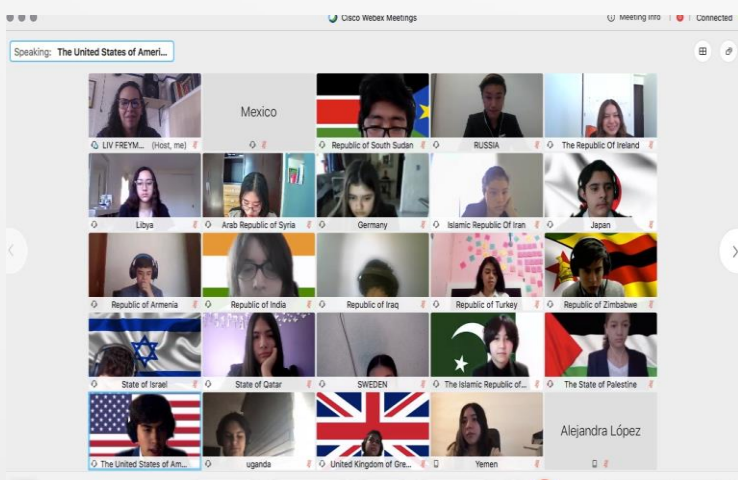 Cisco Webex Meetings
Meeting Info
Connected
Speaking: The United States of Ameri...
Mexico
LIV FREYM... (Host, me)
Republic of South Sudan
RUSSIA
The Republic Of Ireland
Libya
Arab Republic of Syria
Germany
Islamic Republic Of Iran
Japan
Republic of Armenia
Republic of India
Republic of Iraq
Republic of Turkey
Republic of Zimbabwe
State of Israel
State of Qatar
SWEDEN
The Islamic Republic of...
The State of Palestine
Alejandra López
The United States of Am...
uganda
United Kingdom of Gre...
Yemen